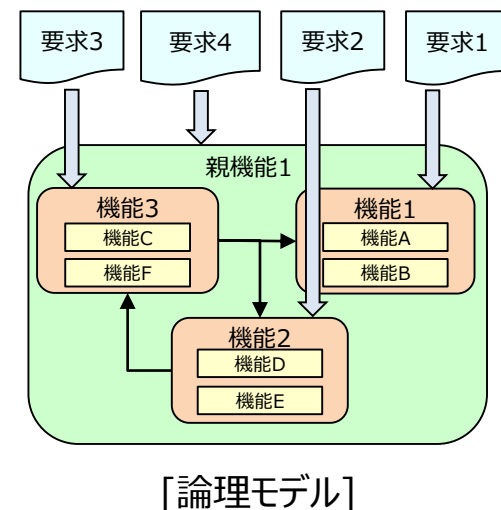 要求3
要求4
要求2
要求1
親機能1
機能3
機能C
機能F
機能1
機能A
機能B
機能2
機能D
機能E
[論理モデル]